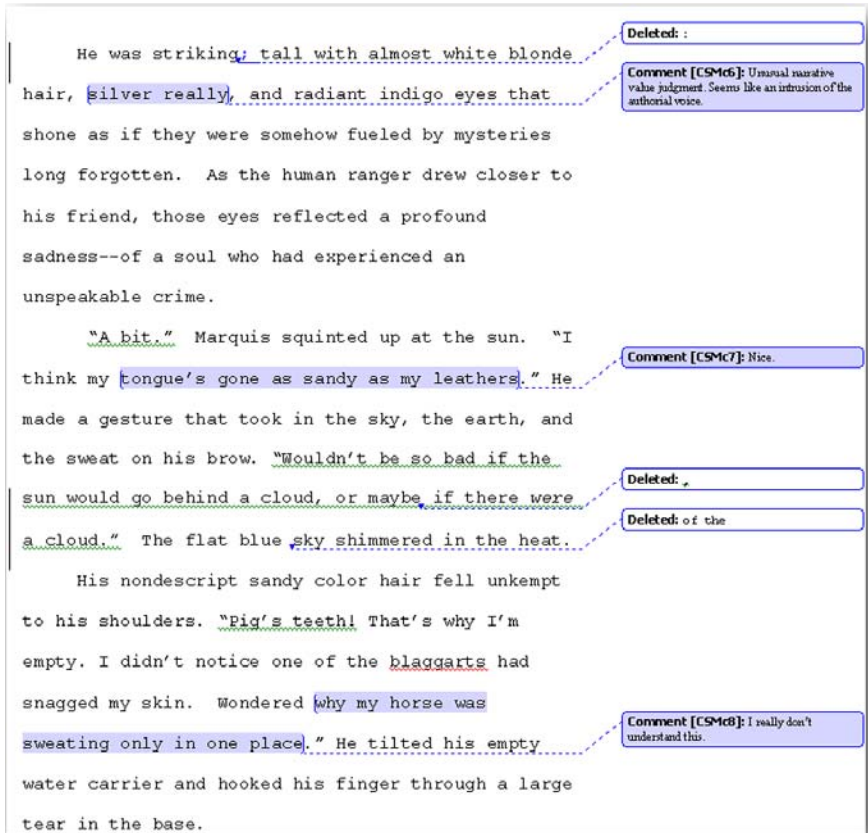 He was striking; tall with almost white blonde
Deleted: :
hair, silver really, and radiant indigo eyes that
Comment [CSMc6]: Unusual narrative
value judgment. Seems like an intrusion of the
authorial voice.
shone as if they were somehow fueled by mysteries
long forgotten.  As the human ranger drew closer to
his friend, those eyes reflected a profound
sadness--of a soul who had experienced an
unspeakable crime.
"A bit."  Marquis squinted up at the sun.  "I
think my tongue's gone as sandy as my leathers." He
Comment [CSMc7]: Nice.
made a gesture that took in the sky, the earth, and
the sweat on his brow. "Wouldn't be so bad if the
sun would go behind a cloud, or maybe if there were
Deleted: ,
a cloud."  The flat blue sky shimmered in the heat.
Deleted: of the
His nondescript sandy color hair fell unkempt
to his shoulders. "Pig's teeth! That's why I'm
empty. I didn't notice one of the blaggarts had
snagged my skin.  Wondered why my horse was
sweating only in one place." He tilted his empty
Comment [CSMc8]: I really don't
understand this.
water carrier and hooked his finger through a large
tear in the base.